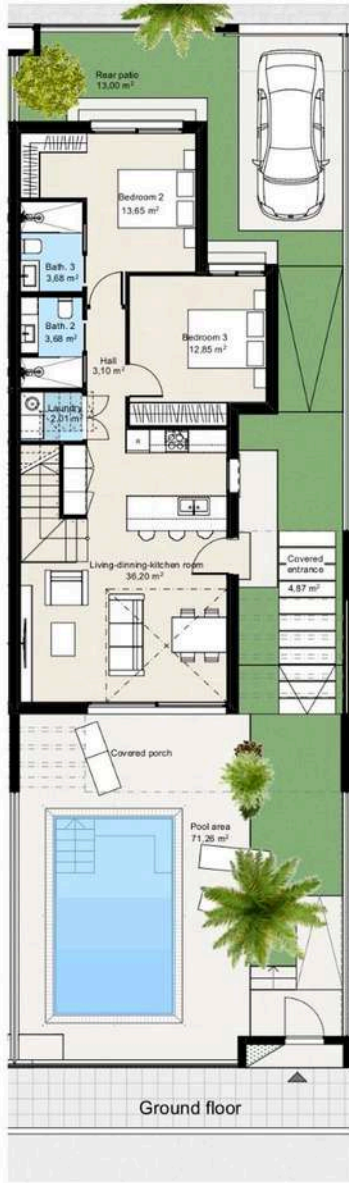 Rear patio
13,00 m²
Bedroom 2
13,65 m²
Bath. 3
3,68 m²
Bath. 2
3,68 m²
Bedroom 3
12,85 m²
Hall
3,10 m²
Laundry
2,01 m²
Living-dinning-kitchen room
36,20 m²
Covered
entrance
4,87 m²
Covered porch
Pool area
71,26 m²
Ground floor